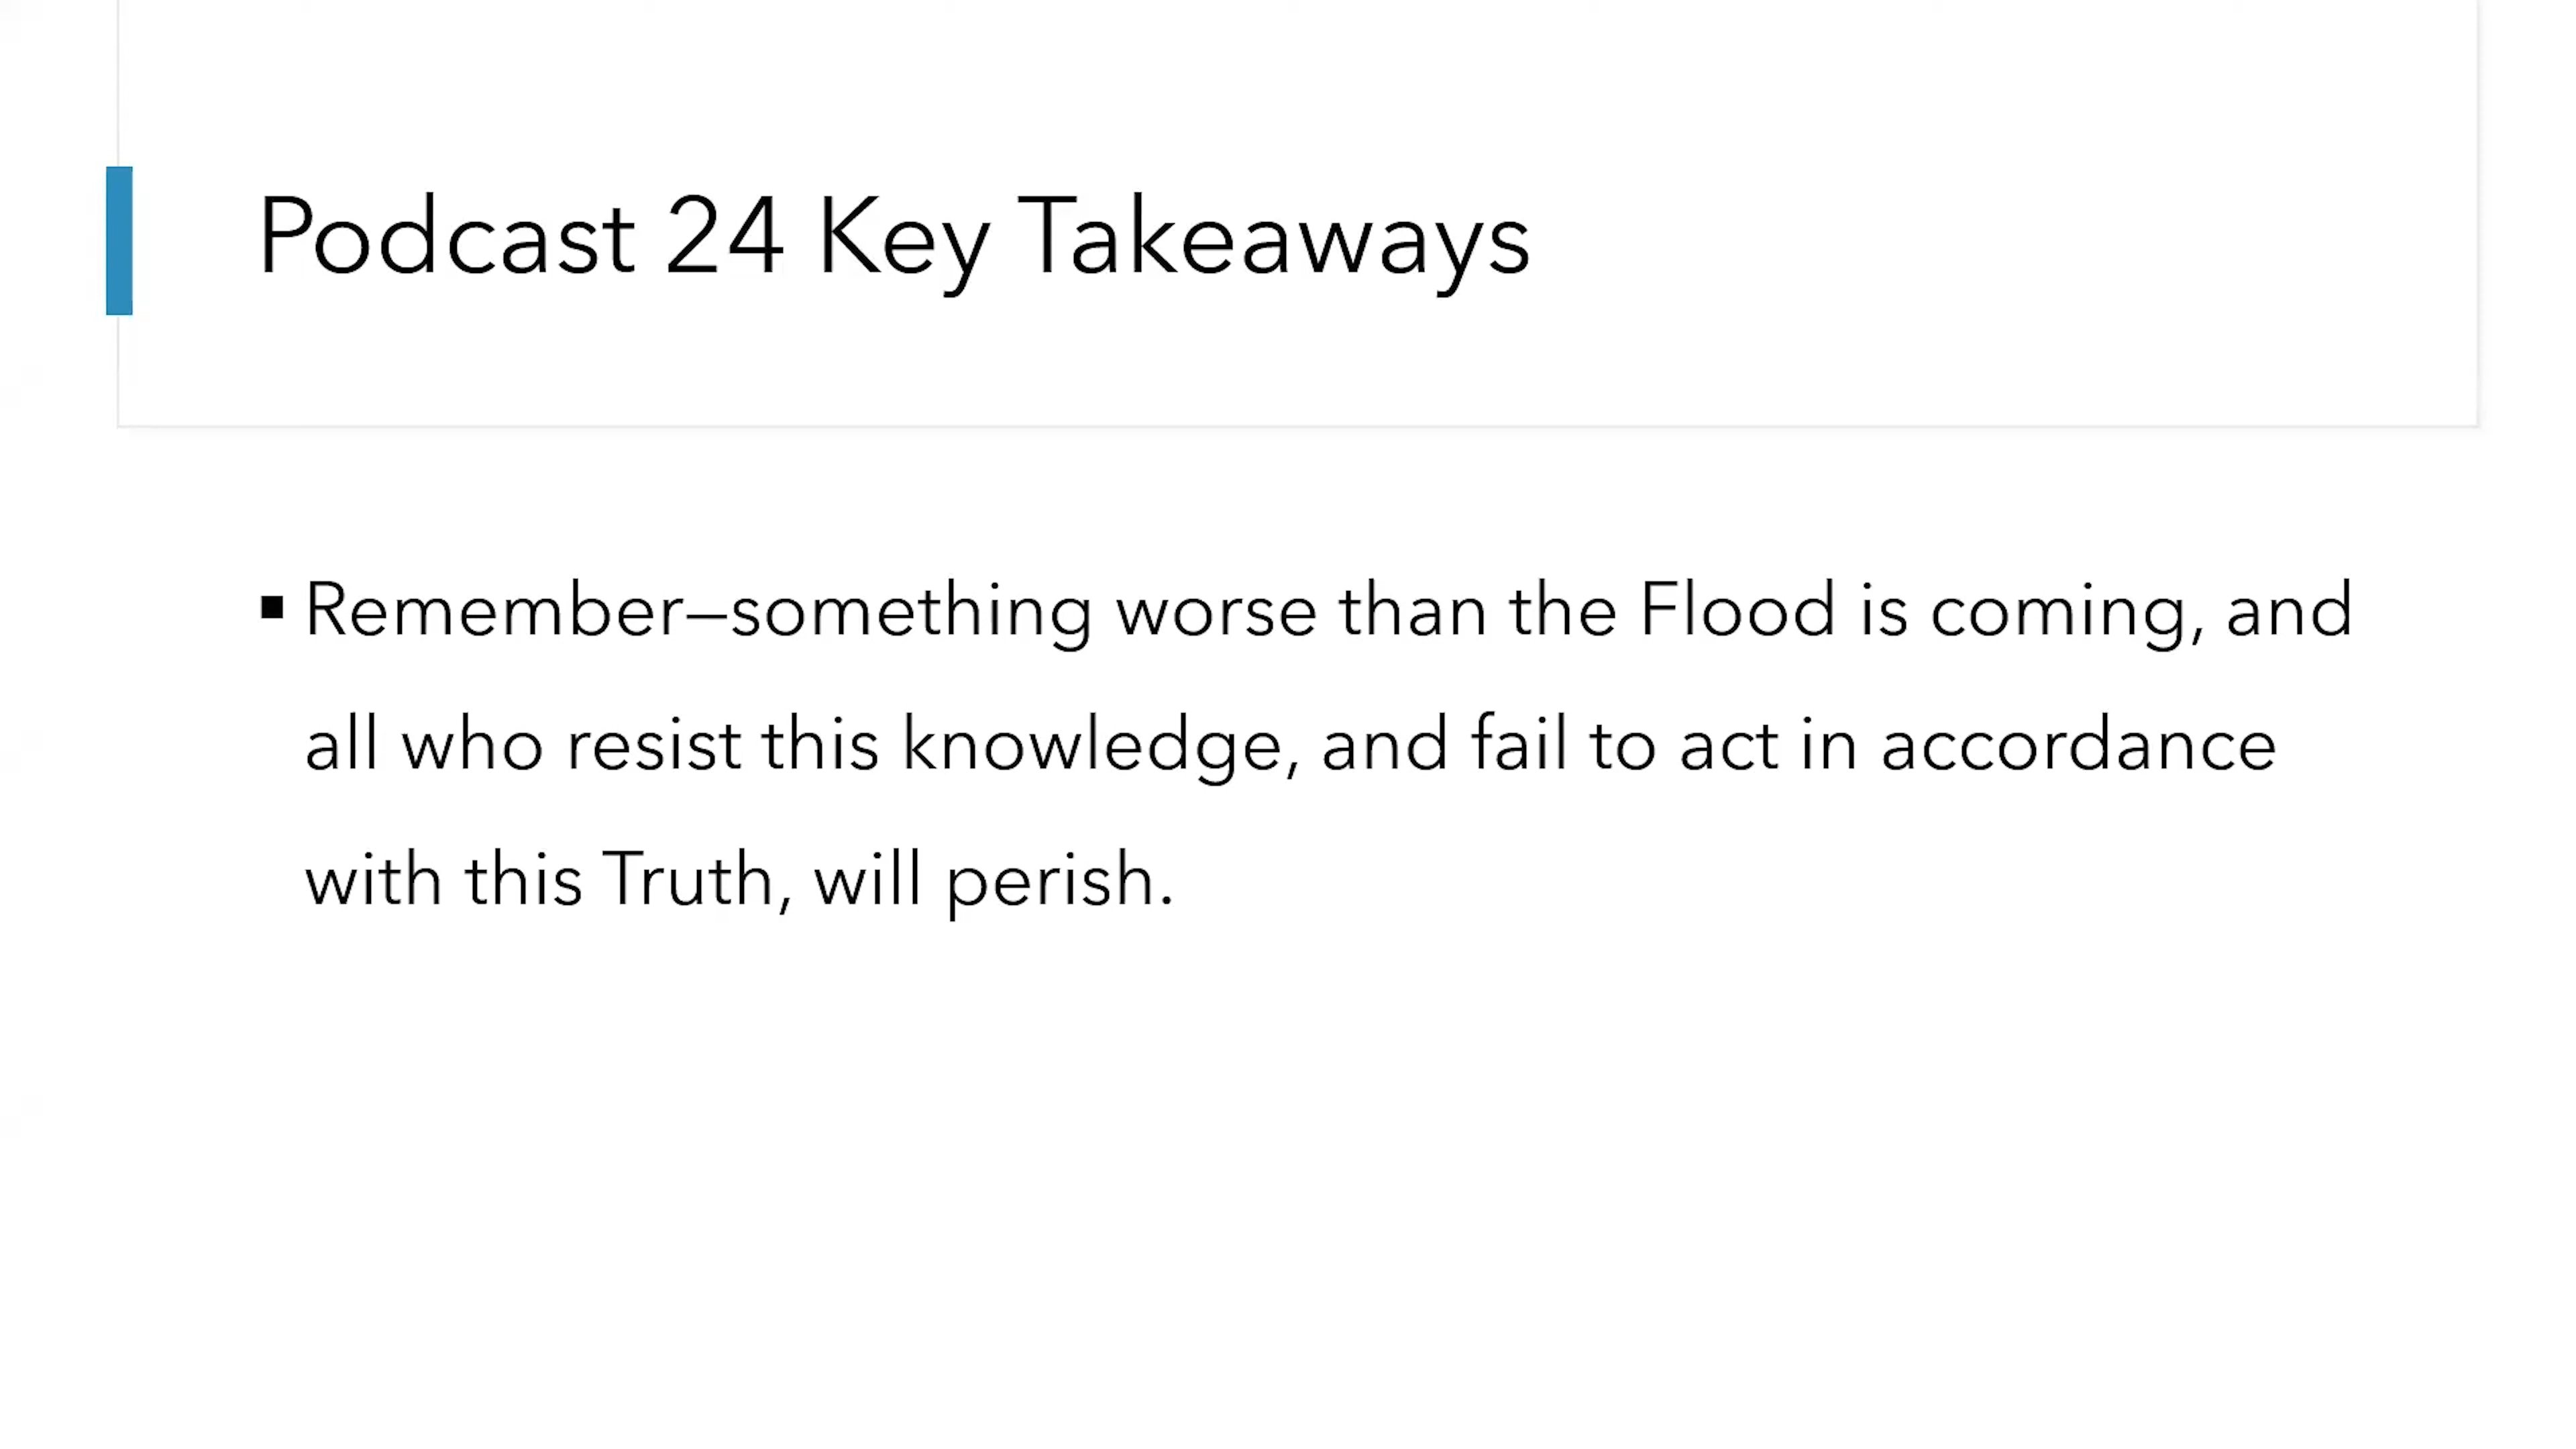 Podcast 24 Key Takeaways
▪ Remember—something worse than the Flood is coming, and
all who resist this knowledge, and fail to act in accordance
with this Truth, will perish.